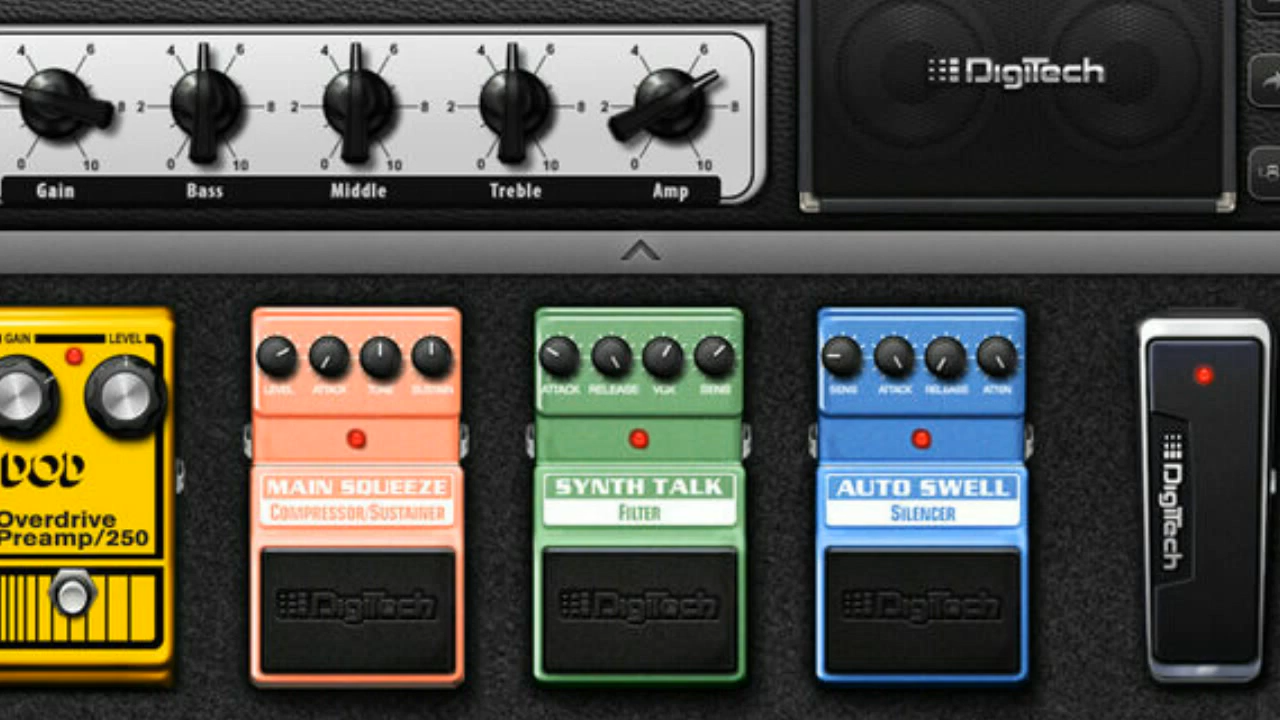 4 6 4 6 4 6 4 6 4 6
8 2 8 2 8 2 8 2 8
0 10 0 10 0 10 0 10 0 10
Gain Bass Middle Treble Amp
DigiTech
GAIN LEVEL
DOD
Overdrive
Preamp/250
LEVEL ATTACK TONE SUSTAIN
MAIN SQUEEZE
COMPRESSOR/SUSTAINER
DigiTech
ATTACK RELEASE VOX SENS
SYNTH TALK
FILTER
DigiTech
SENS ATTACK RELEASE ATTEN
AUTO SWELL
SILENCER
DigiTech
DigiTech